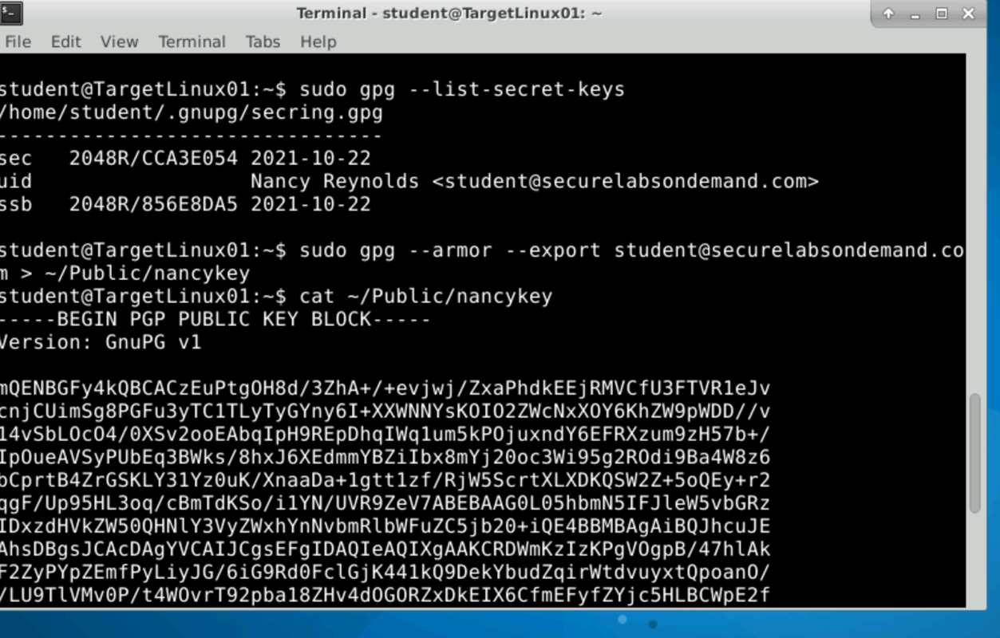 Terminal - student@TargetLinux01: ~
File Edit View Terminal Tabs Help
student@TargetLinux01:~$ sudo gpg --list-secret-keys
/home/student/.gnupg/secring.gpg
--------------------------------
sec   2048R/CCA3E054 2021-10-22
uid                  Nancy Reynolds <student@securelabsondemand.com>
ssb   2048R/856E8DA5 2021-10-22
student@TargetLinux01:~$ sudo gpg --armor --export student@securelabsondemand.co
m > ~/Public/nancykey
student@TargetLinux01:~$ cat ~/Public/nancykey
-----BEGIN PGP PUBLIC KEY BLOCK-----
Version: GnuPG v1
mQENBGFy4kQBCACzEuPtgOH8d/3ZhA+/+evjwj/ZxaPhdkEEjRMVCfU3FTVR1eJv
cnjCUimSg8PGFu3yTC1TLyTyGYny6I+XXWNNYsKOIO2ZWcNxXOY6KhZW9pWDD//v
14vSbLOcO4/0XSv2ooEAbqIpH9REpDhqIWq1um5kPOjuxndY6EFRXzum9zH57b+/
IpOueAVSyPUbEq3BWks/8hxJ6XEdmmYBZiIbx8mYj20oc3Wi95g2ROdi9Ba4W8z6
bCprtB4ZrGSKLY31Yz0uK/XnaaDa+1gtt1zf/RjW5ScrtXLXDKQSW2Z+5oQEy+r2
qgF/Up95HL3oq/cBmTdKSo/i1YN/UVR9ZeV7ABEBAAG0L05hbmN5IFJleW5vbGRz
IDxzdHVkZW50QHNlY3VyZWxhYnNvbmRlbWFuZC5jb20+iQE4BBMBAgAiBQJhcuJE
AhsDBgsJCAcDAgYVCAIJCgsEFgIDAQIeAQIXgAAKCRDWmKzIzKPgVOgpB/47hlAk
F2ZyPYpZEmfPyLiyJG/6iG9Rd0FclGjK441kQ9DekYbudZqirWtdvuyxtQpoanO/
/LU9TlVMv0P/t4WOvrT92pba18ZHv4dOGORZxDkEIX6CfmEFyfZYjc5HLBCWpE2f